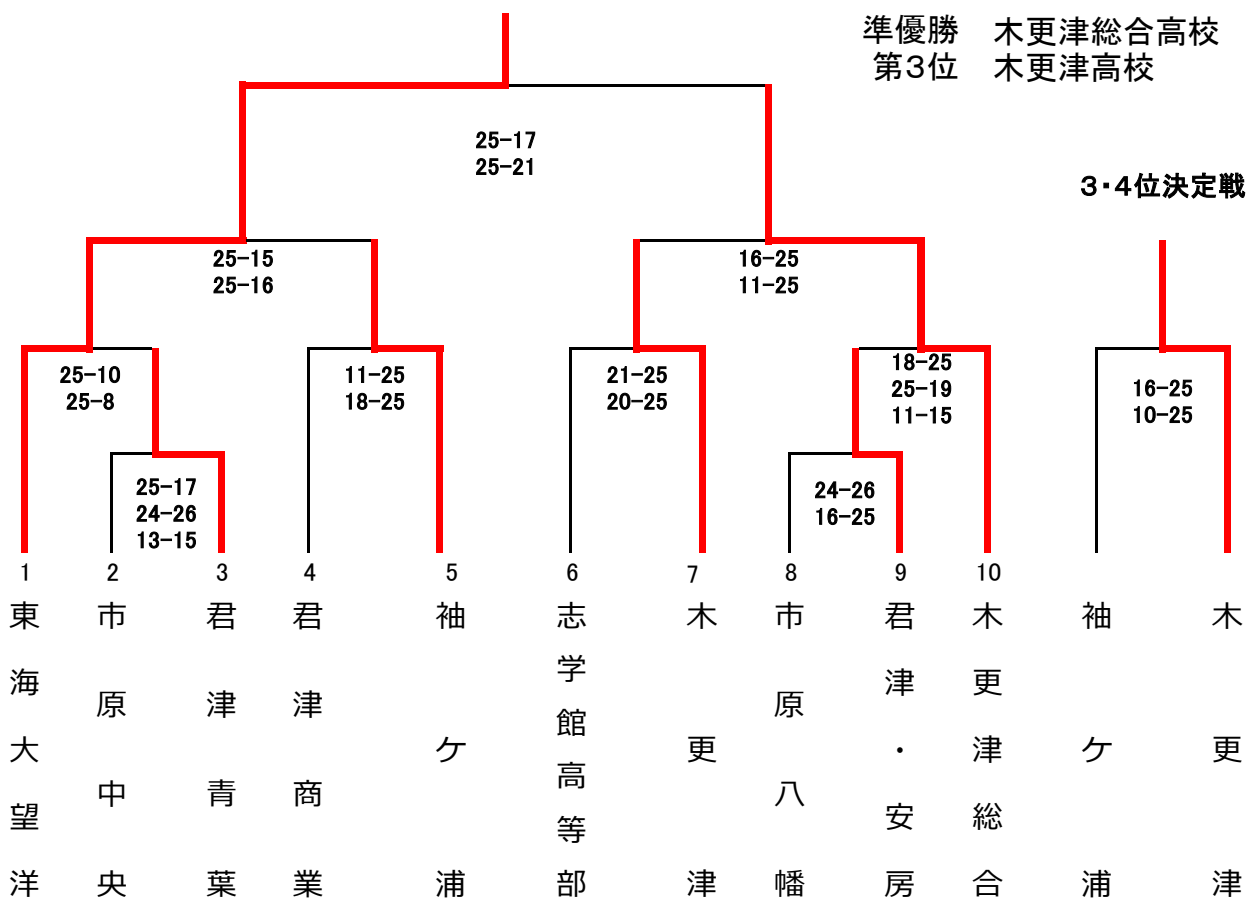 準優勝　木更津総合高校
第3位　木更津高校
25-17
25-21
3・4位決定戦
25-15
25-16
16-25
11-25
25-10
25-8
11-25
18-25
21-25
20-25
18-25
25-19
11-15
16-25
10-25
25-17
24-26
13-15
24-26
16-25
1
2
3
4
5
6
7
8
9
10
東海大望洋
市原中央
君津青葉
君津商業
袖ケ浦
志学館高等部
木更津
市原八幡
君津・安房
木更津総合
袖ケ浦
木更津